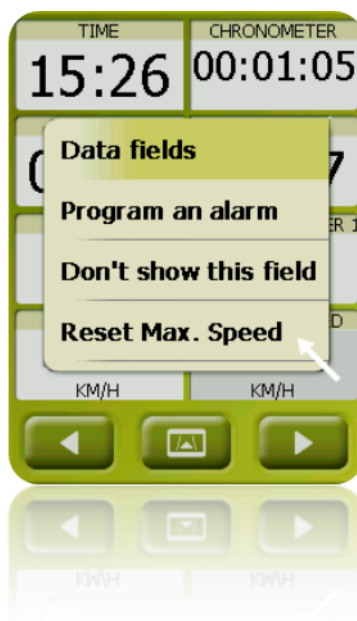 TIME CHRONOMETER
15:26 00:01:05
Data fields
Program an alarm
Don't show this field
Reset Max. Speed
KM/H KM/H